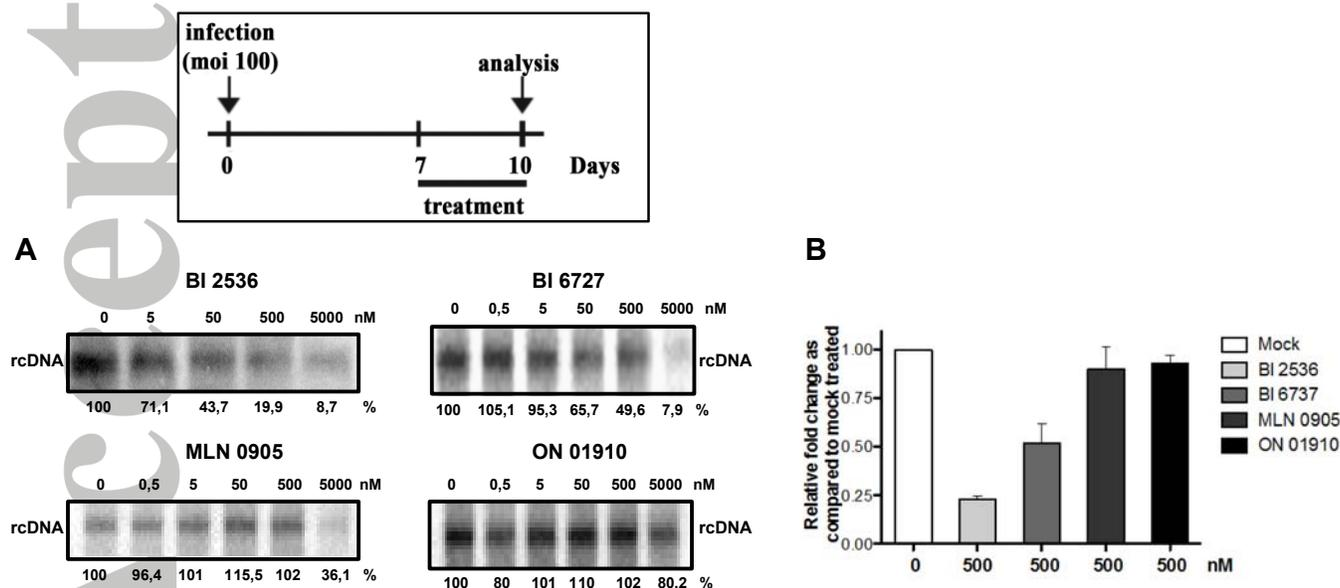 Accept
infection
(moi 100)
analysis
0 7 10 Days
treatment
A
BI 2536
0 5 50 500 5000 nM
rcDNA
100 71,1 43,7 19,9 8,7 %
BI 6727
0 0,5 5 50 500 5000 nM
rcDNA
100 105,1 95,3 65,7 49,6 7,9 %
MLN 0905
0 0,5 5 50 500 5000 nM
rcDNA
100 96,4 101 115,5 102 36,1 %
ON 01910
0 0,5 5 50 500 5000 nM
rcDNA
100 80 101 110 102 80,2 %
B
Relative fold change as
compared to mock treated
1.00
0.75
0.50
0.25
0.00
0 500 500 500 500 nM
Mock
BI 2536
BI 6737
MLN 0905
ON 01910